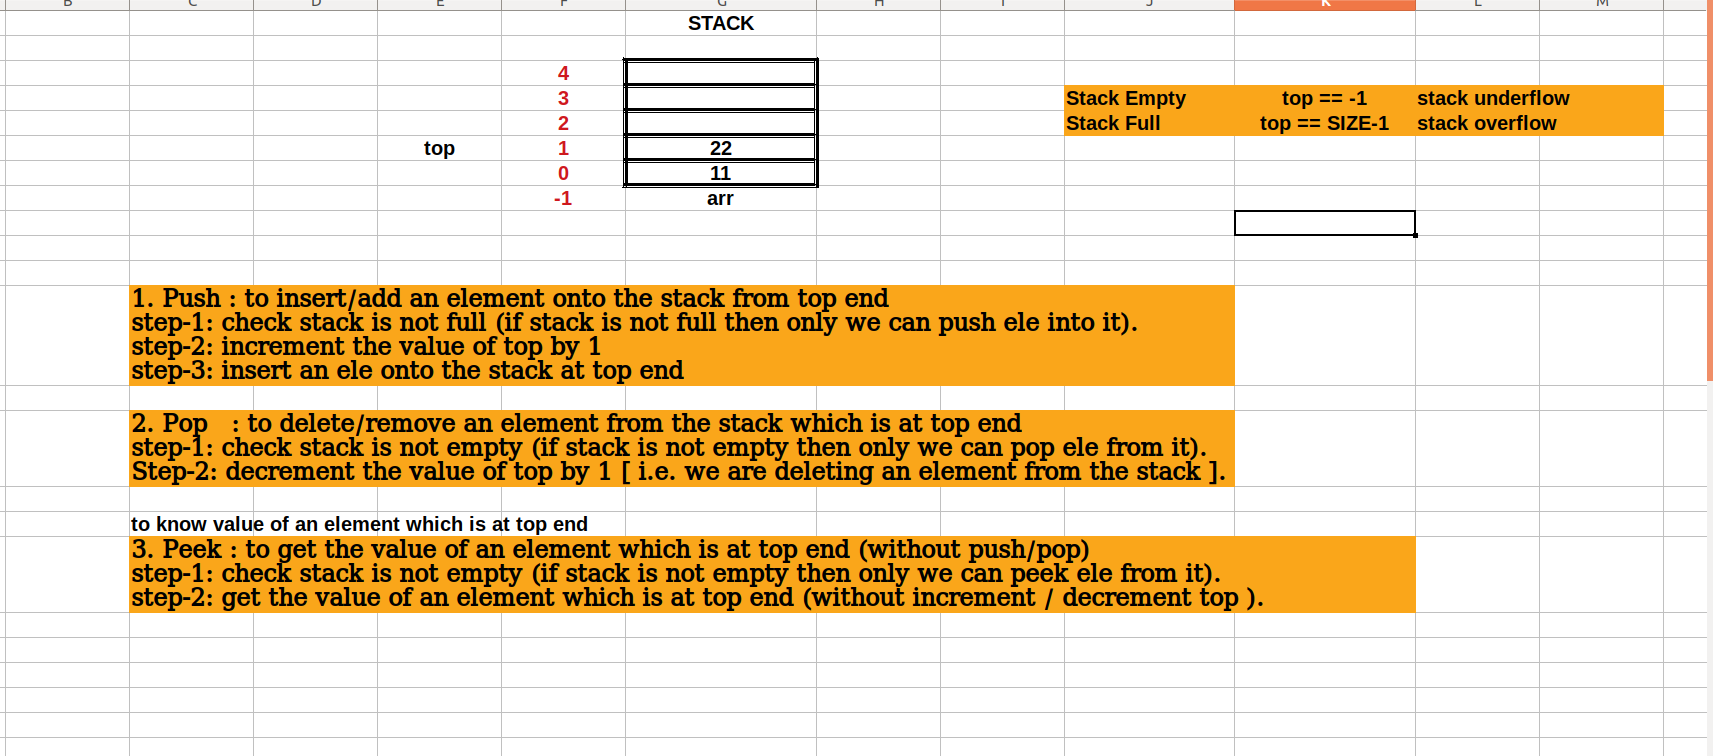 B C D E F G H I J K L M
STACK
4
3
2
top 1 22
0 11
-1 arr
Stack Empty top == -1 stack underflow
Stack Full top == SIZE-1 stack overflow
1. Push : to insert/add an element onto the stack from top end
step-1: check stack is not full (if stack is not full then only we can push ele into it).
step-2: increment the value of top by 1
step-3: insert an ele onto the stack at top end
2. Pop : to delete/remove an element from the stack which is at top end
step-1: check stack is not empty (if stack is not empty then only we can pop ele from it).
Step-2: decrement the value of top by 1 [ i.e. we are deleting an element from the stack ].
to know value of an element which is at top end
3. Peek : to get the value of an element which is at top end (without push/pop)
step-1: check stack is not empty (if stack is not empty then only we can peek ele from it).
step-2: get the value of an element which is at top end (without increment / decrement top ).